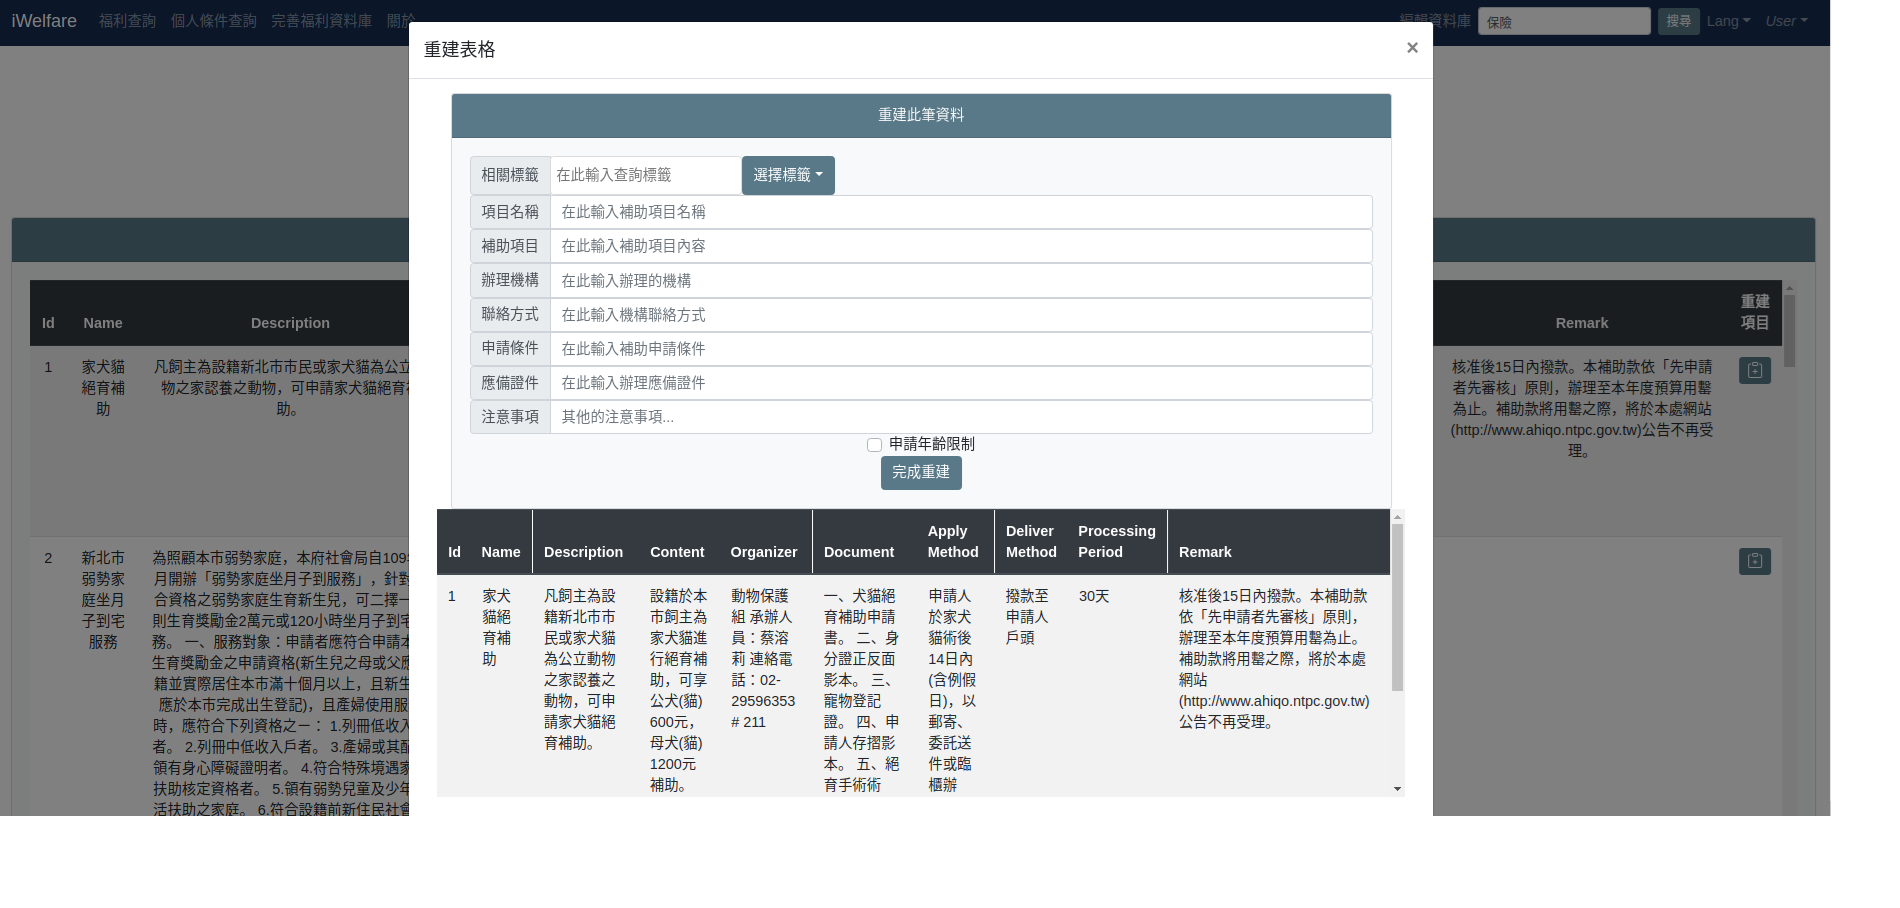 iWelfare 福利查詢 個人條件查詢 完善福利資料庫 關於 編輯資料庫 保險 搜尋 Lang User
重建表格 ×
重建此筆資料
相關標籤 在此輸入查詢標籤 選擇標籤
項目名稱 在此輸入補助項目名稱
補助項目 在此輸入補助項目內容
辦理機構 在此輸入辦理的機構
聯絡方式 在此輸入機構聯絡方式
申請條件 在此輸入補助申請條件
應備證件 在此輸入辦理應備證件
注意事項 其他的注意事項...
申請年齡限制
完成重建
Id Name Description Content Organizer Document Apply Method Deliver Method Processing Period Remark
1
家犬
貓絕
育補
助
凡飼主為設
籍新北市市
民或家犬貓
為公立動物
之家認養之
動物，可申
請家犬貓絕
育補助。
設籍於本
市飼主為
家犬貓進
行絕育補
助，可享
公犬(貓)
600元，
母犬(貓)
1200元
補助。
動物保護
組 承辦人
員：蔡溶
莉 連絡電
話：02-
29596353
# 211
一、犬貓絕
育補助申請
書。 二、身
分證正反面
影本。 三、
寵物登記
證。 四、申
請人存摺影
本。 五、絕
育手術術
申請人
於家犬
貓術後
14日內
(含例假
日)，以
郵寄、
委託送
件或臨
櫃辦
撥款至
申請人
戶頭
30天
核准後15日內撥款。本補助款
依「先申請者先審核」原則，
辦理至本年度預算用罄為止。
補助款將用罄之際，將於本處
網站
(http://www.ahiqo.ntpc.gov.tw)
公告不再受理。
Id Name Description
1
家犬貓
絕育補
助
凡飼主為設籍新北市市民或家犬貓為公立
物之家認養之動物，可申請家犬貓絕育
助。
2
新北市
弱勢家
庭坐月
子到宅
服務
為照顧本市弱勢家庭，本府社會局自109
月開辦「弱勢家庭坐月子到服務」，針對
合資格之弱勢家庭生育新生兒，可二擇一
則生育獎勵金2萬元或120小時坐月子到宅
務。 一、服務對象：申請者應符合申請本
生育獎勵金之申請資格(新生兒之母或父應
籍並實際居住本市滿十個月以上，且新生
應於本市完成出生登記)，且產婦使用服
時，應符合下列資格之一： 1.列冊低收入
者。 2.列冊中低收入戶者。 3.產婦或其配
領有身心障礙證明者。 4.符合特殊境遇家
扶助核定資格者。 5.領有弱勢兒童及少年
活扶助之家庭。 6.符合設籍前新住民社會
Remark
重建
項目
核准後15日內撥款。本補助款依「先申請
者先審核」原則，辦理至本年度預算用罄
為止。補助款將用罄之際，將於本處網站
(http://www.ahiqo.ntpc.gov.tw)公告不再受
理。